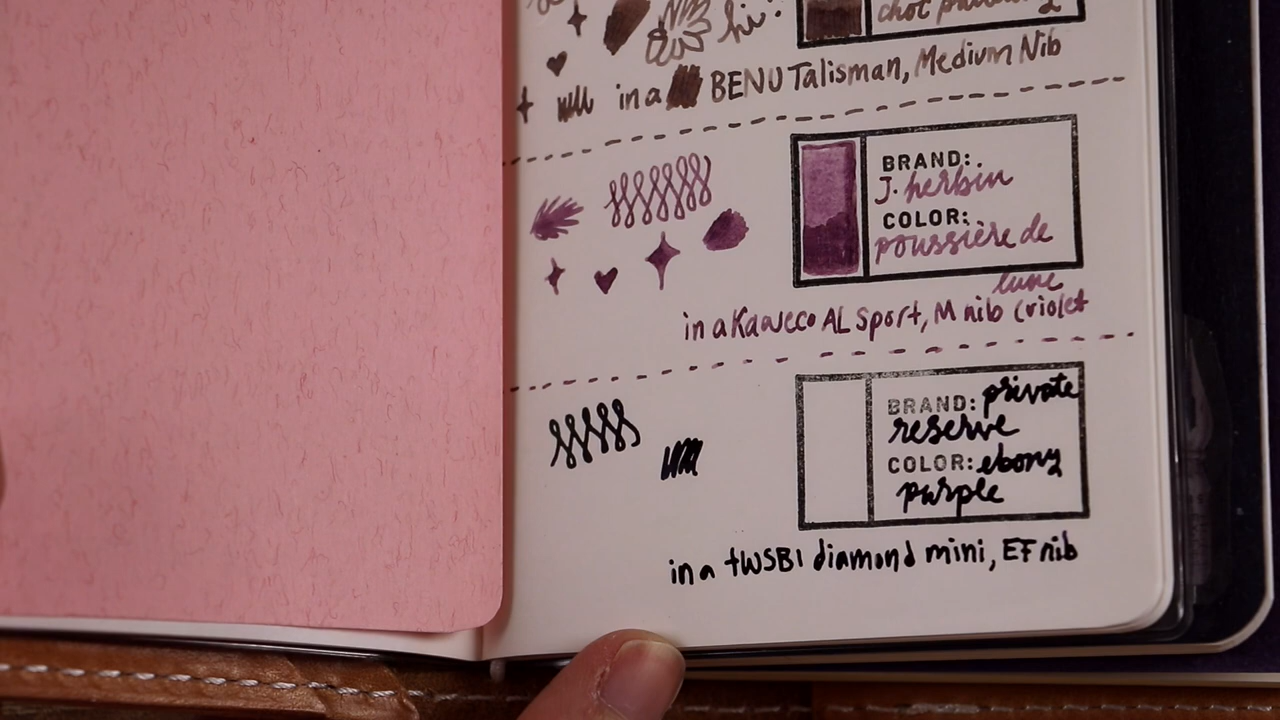 hi!
in a BENU Talisman, Medium Nib
BRAND:
J. herbin
COLOR:
poussière de
lune
in a Kaweco AL Sport, M nib (violet
BRAND: private
reserve
COLOR: ebony
purple
in a TWSBI diamond mini, EF nib